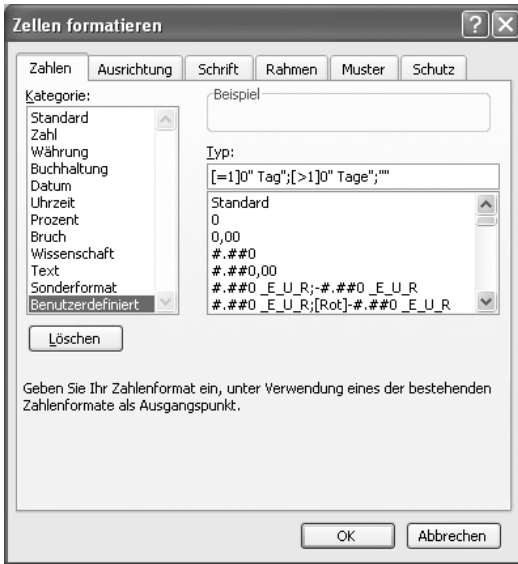 Zellen formatieren
Zahlen Ausrichtung Schrift Rahmen Muster Schutz
Kategorie:
Standard
Zahl
Währung
Buchhaltung
Datum
Uhrzeit
Prozent
Bruch
Wissenschaft
Text
Sonderformat
Benutzerdefiniert
Beispiel
Typ:
[=1]0" Tag";[>1]0" Tage";""
Standard
0
0,00
#.##0
#.##0,00
#.##0 _E_U_R;-#.##0 _E_U_R
#.##0 _E_U_R;[Rot]-#.##0 _E_U_R
Löschen
Geben Sie Ihr Zahlenformat ein, unter Verwendung eines der bestehenden
Zahlenformate als Ausgangspunkt.
OK Abbrechen